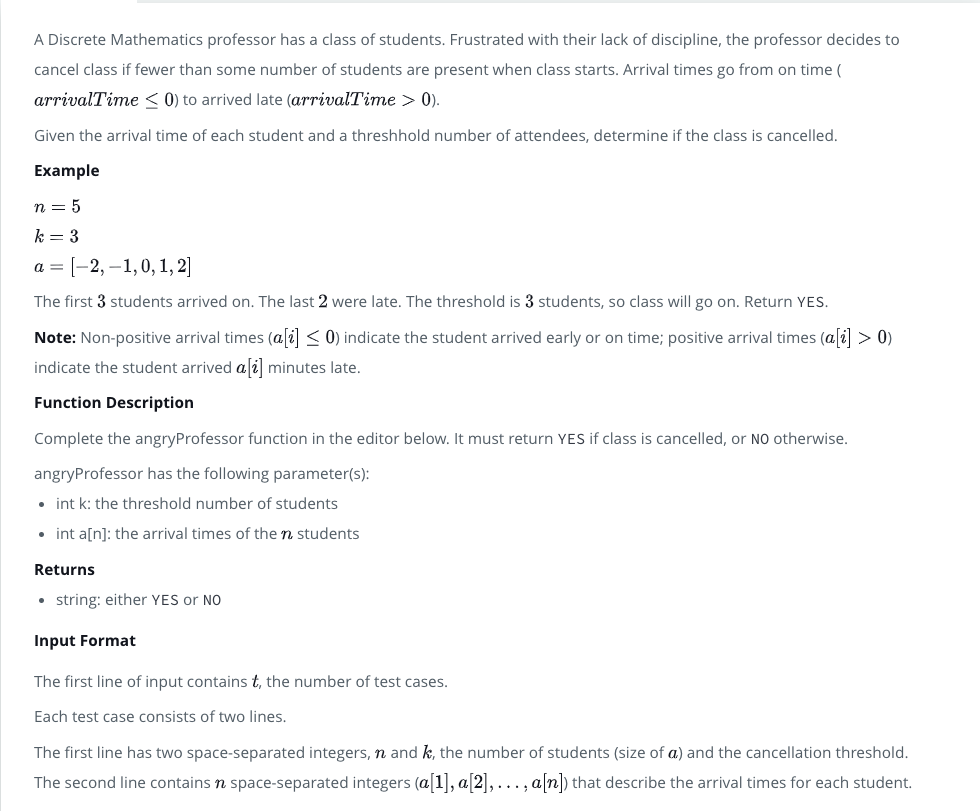 A Discrete Mathematics professor has a class of students. Frustrated with their lack of discipline, the professor decides to
cancel class if fewer than some number of students are present when class starts. Arrival times go from on time (
arrivalTime ≤ 0) to arrived late (arrivalTime > 0).
Given the arrival time of each student and a threshhold number of attendees, determine if the class is cancelled.
Example
n = 5
k = 3
a = [−2, −1, 0, 1, 2]
The first 3 students arrived on. The last 2 were late. The threshold is 3 students, so class will go on. Return YES.
Note: Non-positive arrival times (a[i] ≤ 0) indicate the student arrived early or on time; positive arrival times (a[i] > 0)
indicate the student arrived a[i] minutes late.
Function Description
Complete the angryProfessor function in the editor below. It must return YES if class is cancelled, or NO otherwise.
angryProfessor has the following parameter(s):
• int k: the threshold number of students
• int a[n]: the arrival times of the n students
Returns
• string: either YES or NO
Input Format
The first line of input contains t, the number of test cases.
Each test case consists of two lines.
The first line has two space-separated integers, n and k, the number of students (size of a) and the cancellation threshold.
The second line contains n space-separated integers (a[1], a[2], . . . , a[n]) that describe the arrival times for each student.